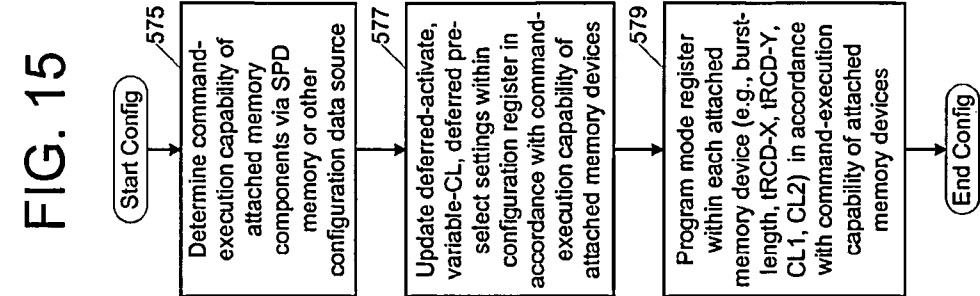 FIG. 15
Start Config
575
Determine command-
execution capability of
attached memory
components via SPD
memory or other
configuration data source
577
Update deferred-activate,
variable-CL, deferred pre-
select settings within
configuration register in
accordance with command-
execution capability of
attached memory devices
579
Program mode register
within each attached
memory device (e.g., burst-
length, tRCD-X, tRCD-Y,
CL1, CL2) in accordance
with command-execution
capability of attached
memory devices
End Config